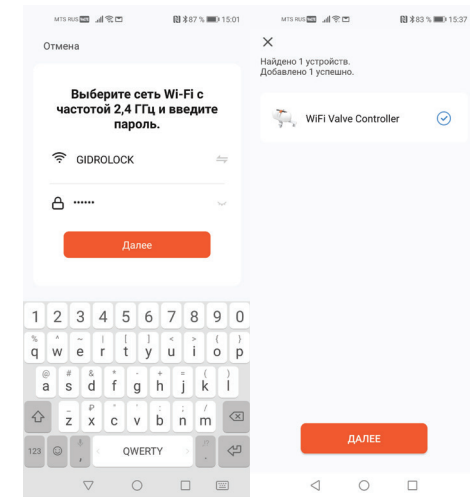 MTS RUS 87 % 15:01
Отмена
Выберите сеть Wi-Fi с
частотой 2,4 ГГц и введите
пароль.
GIDROLOCK
••••••
Далее
1 2 3 4 5 6 7 8 9 0
q w e r t y u i o p
a s d f g h j k l
z x c v b n m
123 , QWERTY .
MTS RUS 83 % 15:37
Найдено 1 устройств.
Добавлено 1 успешно.
WiFi Valve Controller
ДАЛЕЕ